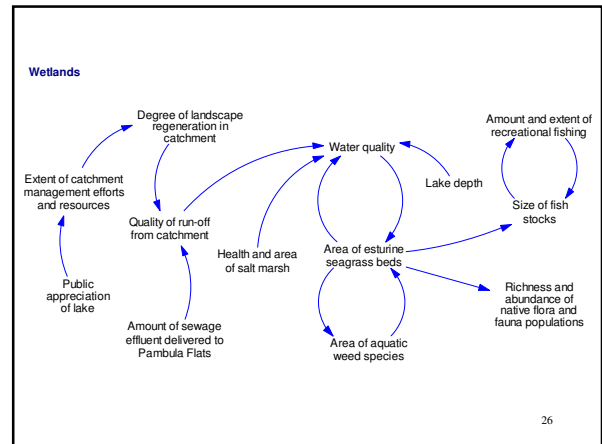 Wetlands
Degree of landscape
regeneration in
catchment
Extent of catchment
management efforts
and resources
Quality of run-off
from catchment
Public
appreciation
of lake
Amount of sewage
effluent delivered to
Pambula Flats
Health and area
of salt marsh
Water quality
Lake depth
Area of esturine
seagrass beds
Area of aquatic
weed species
Amount and extent of
recreational fishing
Size of fish
stocks
Richness and
abundance of
native flora and
fauna populations
26